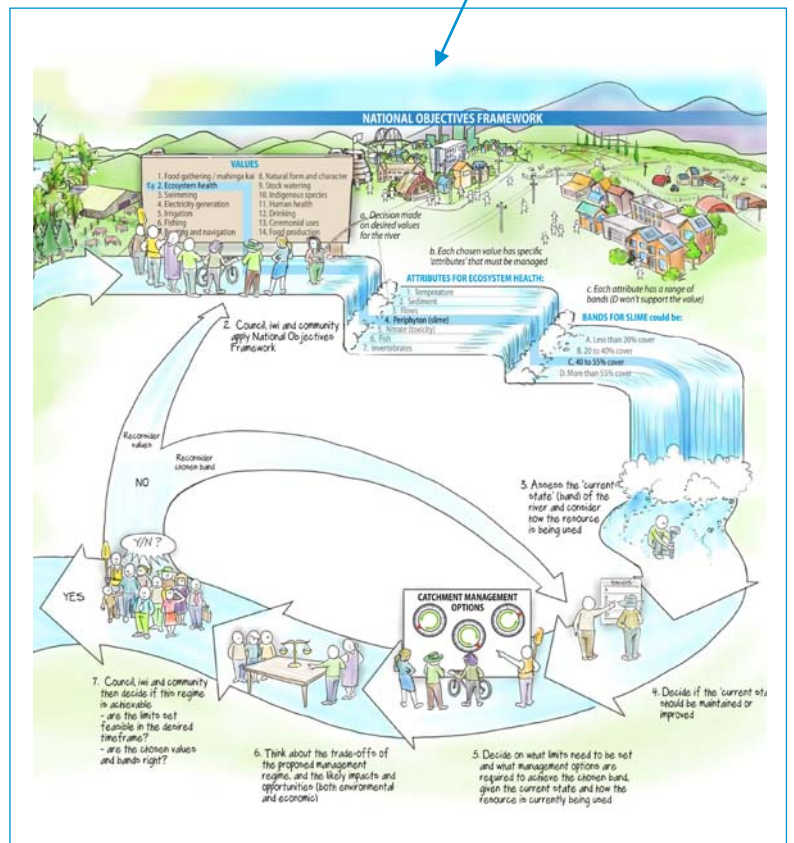 NATIONAL OBJECTIVES FRAMEWORK
VALUES
1. Food gathering / mahinga kai
Eg 2. Ecosystem health
3. Swimming
4. Electricity generation
5. Irrigation
6. Fishing
and navigation
8. Natural form and character
9. Stock watering
10. Indigenous species
11. Human health
12. Drinking
13. Ceremonial uses
14. Food production
a. Decision made
on desired values
for the river
b. Each chosen value has specific
'attributes' that must be managed
ATTRIBUTES FOR ECOSYSTEM HEALTH:
1. Temperature
2. Sediment
3. Flows
4. Periphyton (slime)
5. Nitrate (toxicity)
6. Fish
7. Invertebrates
c. Each attribute has a range of
bands (D won't support the value)
BANDS FOR SLIME could be:
A. Less than 20% cover
B. 20 to 40% cover
C. 40 to 55% cover
D. More than 55% cover
2. Council, iwi and community
apply National Objectives
Framework
Reconsider
values
Reconsider
chosen band
NO
3. Assess the 'current
state' (band) of the
river and consider
how the resource
is being used
Y/N?
YES
CATCHMENT MANAGEMENT
OPTIONS
4. Decide if the 'current sta
should be maintained or
improved
5. Decide on what limits need to be set
and what management options are
required to achieve the chosen band,
given the current state and how the
resource is currently being used
6. Think about the trade-offs of
the proposed management
regime, and the likely impacts and
opportunities (both environmental
and economic)
7. Council, iwi and community
then decide if this regime
is achievable
- are the limits set
feasible in the desired
timeframe?
- are the chosen values
and bands right?